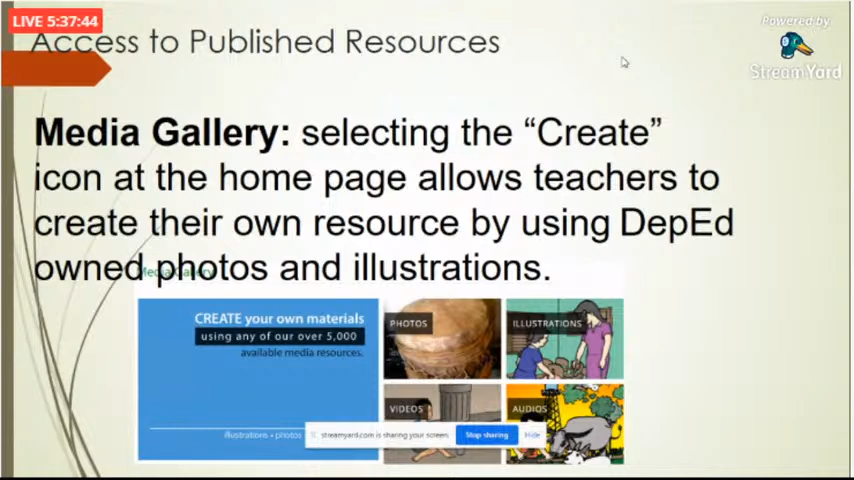 LIVE 5:37:44
Access to Published Resources
Powered by
StreamYard
Media Gallery: selecting the “Create”
icon at the home page allows teachers to
create their own resource by using DepEd
owned photos and illustrations.
Media Gallery
CREATE your own materials
using any of our over 5,000
available media resources.
PHOTOS
ILLUSTRATIONS
VIDEOS
AUDIOS
illustrations • photos
streamyard.com is sharing your screen.
Stop sharing
Hide